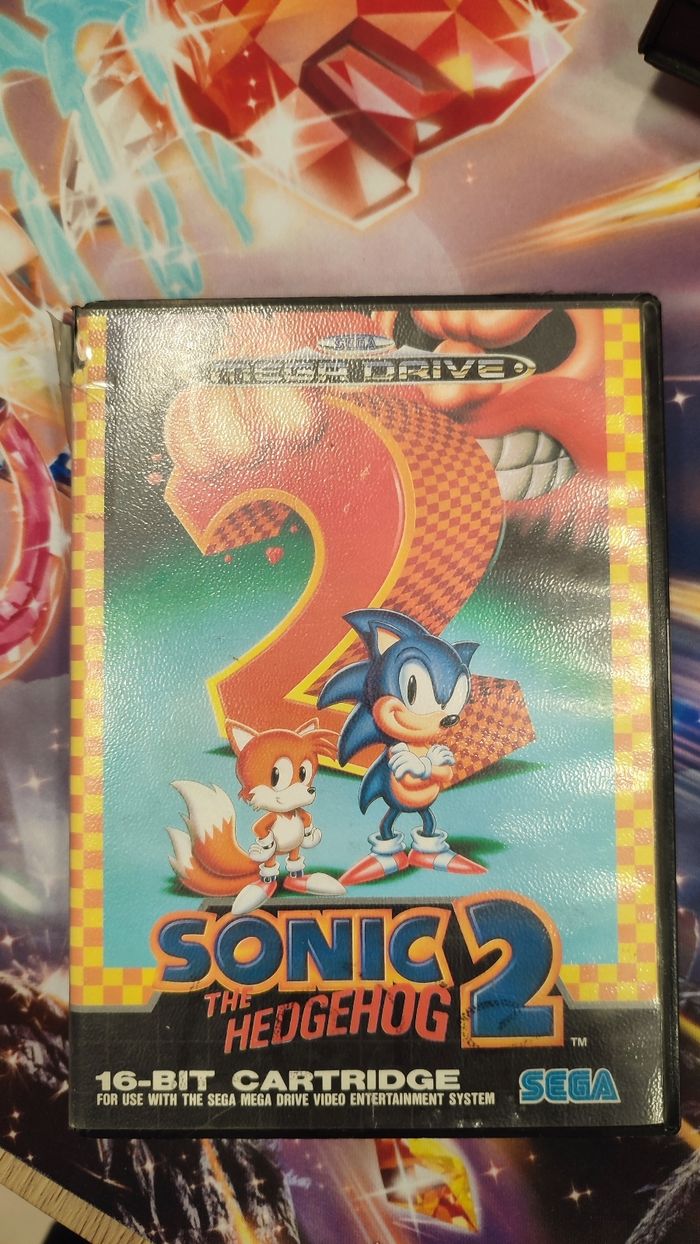 SEGA
MEGA DRIVE
2
SONIC 2
THE
HEDGEHOG
TM
16-BIT CARTRIDGE
FOR USE WITH THE SEGA MEGA DRIVE VIDEO ENTERTAINMENT SYSTEM
SEGA